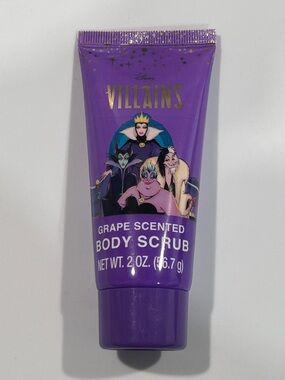 Disney
VILLAINS
GRAPE SCENTED
BODY SCRUB
NET WT. 2 OZ. (56.7 g)